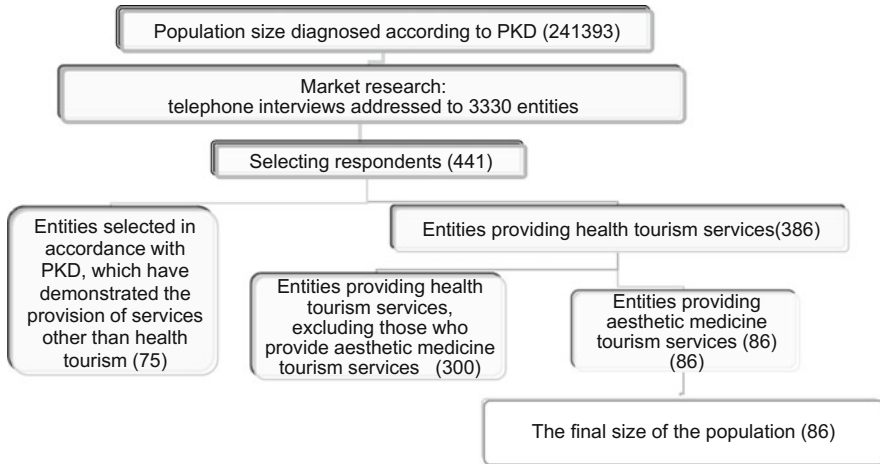 Population size diagnosed according to PKD (241393)
Market research:
telephone interviews addressed to 3330 entities
Selecting respondents (441)
Entities selected in
accordance with
PKD, which have
demonstrated the
provision of services
other than health
tourism (75)
Entities providing health tourism services(386)
Entities providing health
tourism services,
excluding those who
provide aesthetic medicine
tourism services (300)
Entities providing
aesthetic medicine
tourism services (86)
(86)
The final size of the population (86)